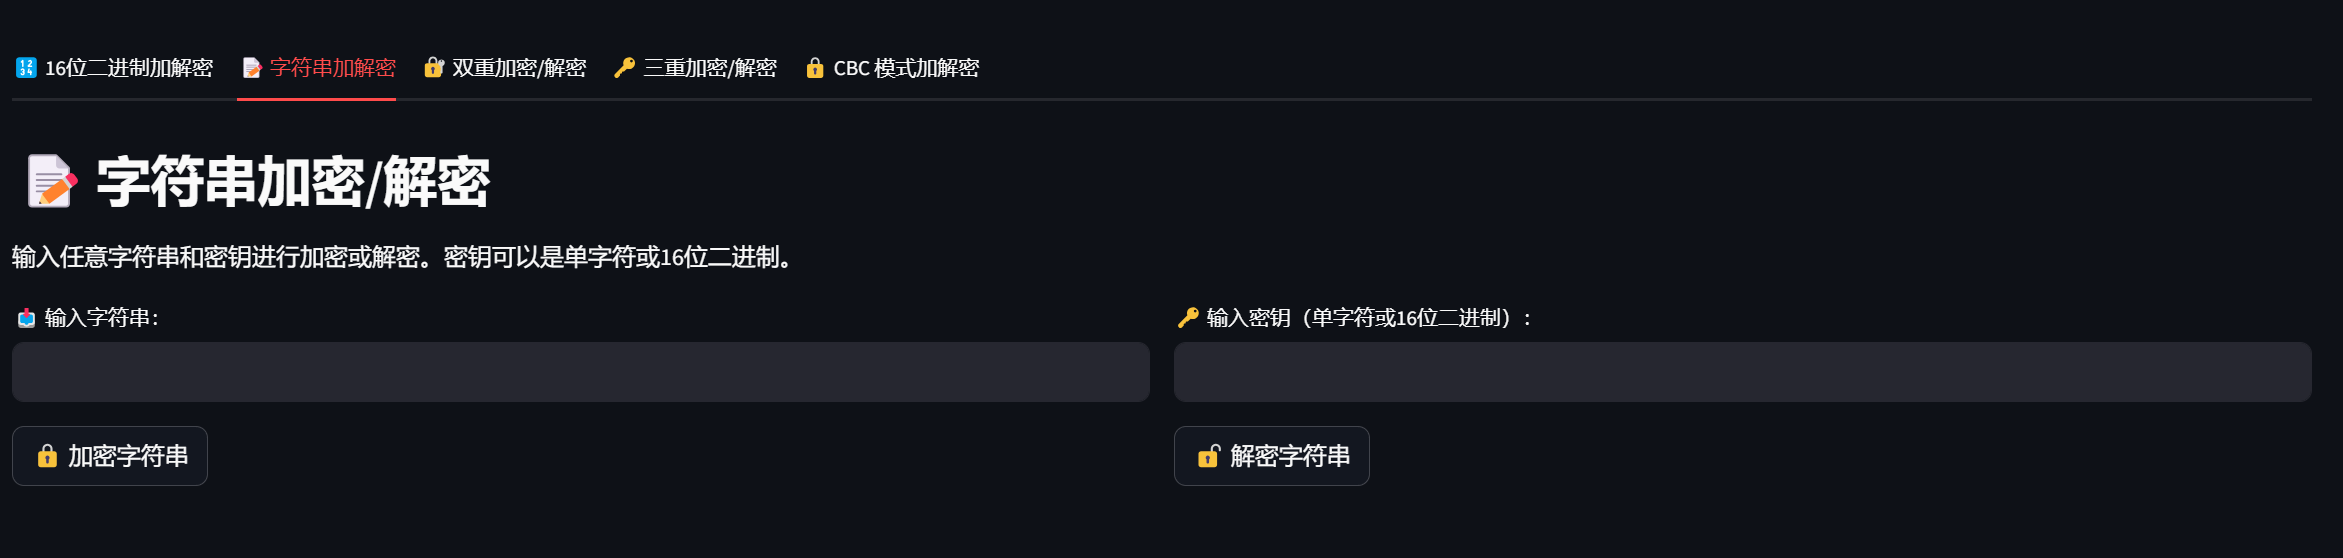 16位二进制加解密 字符串加解密 双重加密/解密 三重加密/解密 CBC 模式加解密
字符串加密/解密
输入任意字符串和密钥进行加密或解密。密钥可以是单字符或16位二进制。
输入字符串： 输入密钥（单字符或16位二进制）：
加密字符串 解密字符串